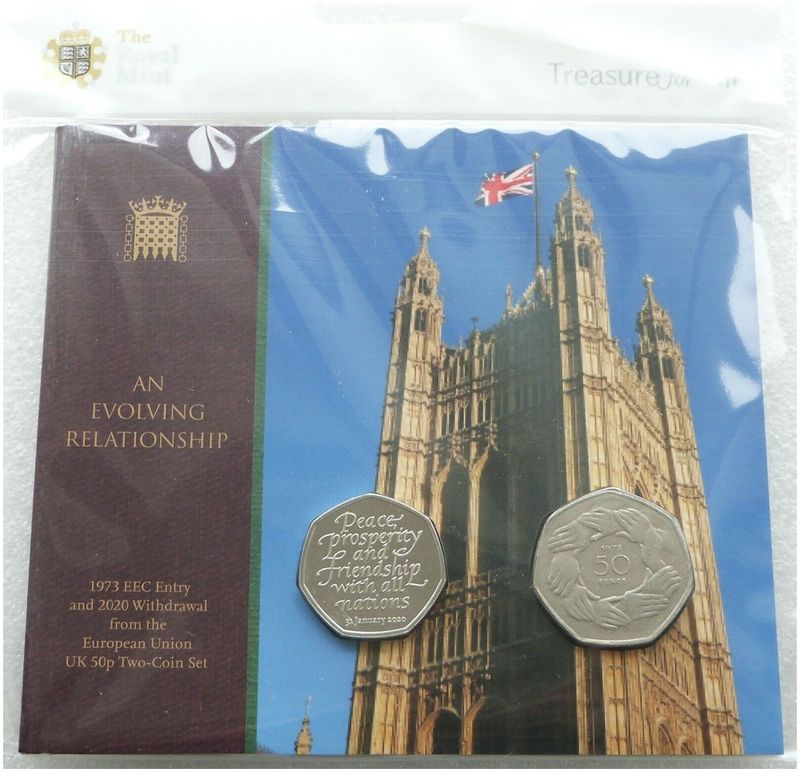 The
Royal
Mint
Treasure for
AN
EVOLVING
RELATIONSHIP
1973 EEC Entry
and 2020 Withdrawal
from the
European Union
UK 50p Two-Coin Set
Peace,
prosperity
and
friendship
with all
nations
31 January 2020
1973
50
PENCE